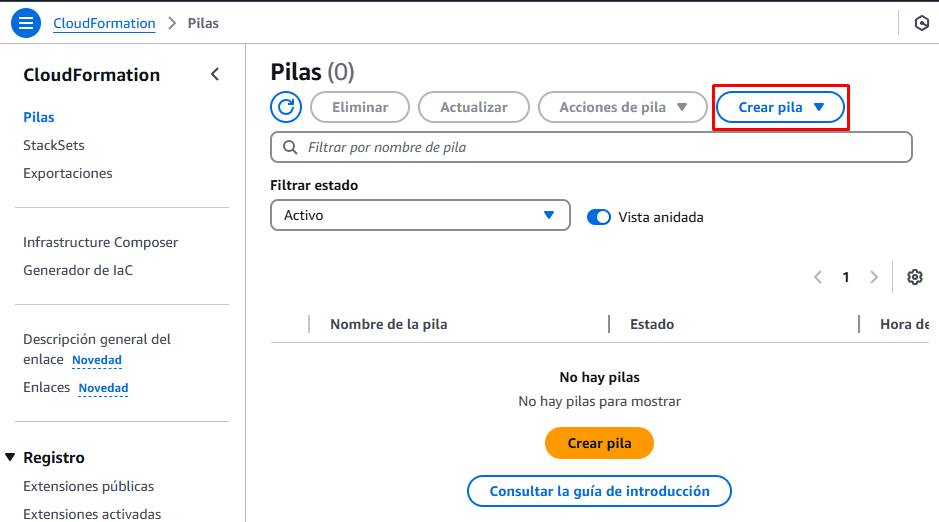 CloudFormation > Pilas
CloudFormation
Pilas
StackSets
Exportaciones
Infrastructure Composer
Generador de IaC
Descripción general del
enlace Novedad
Enlaces Novedad
Registro
Extensiones públicas
Extensiones activadas
Pilas (0)
Eliminar Actualizar Acciones de pila Crear pila
Filtrar por nombre de pila
Filtrar estado
Activo Vista anidada
1
Nombre de la pila Estado Hora de
No hay pilas
No hay pilas para mostrar
Crear pila
Consultar la guía de introducción